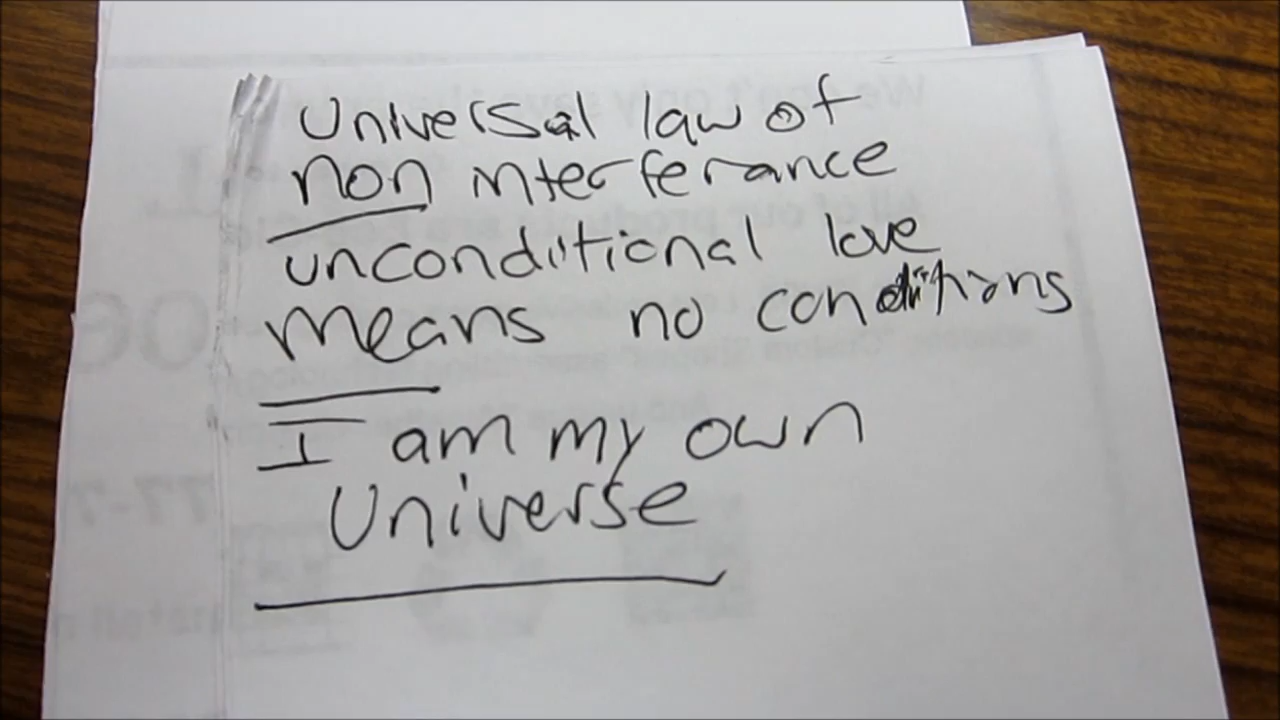 Universal law of
non interferance
unconditional love
means no conditions
I am my own
Universe